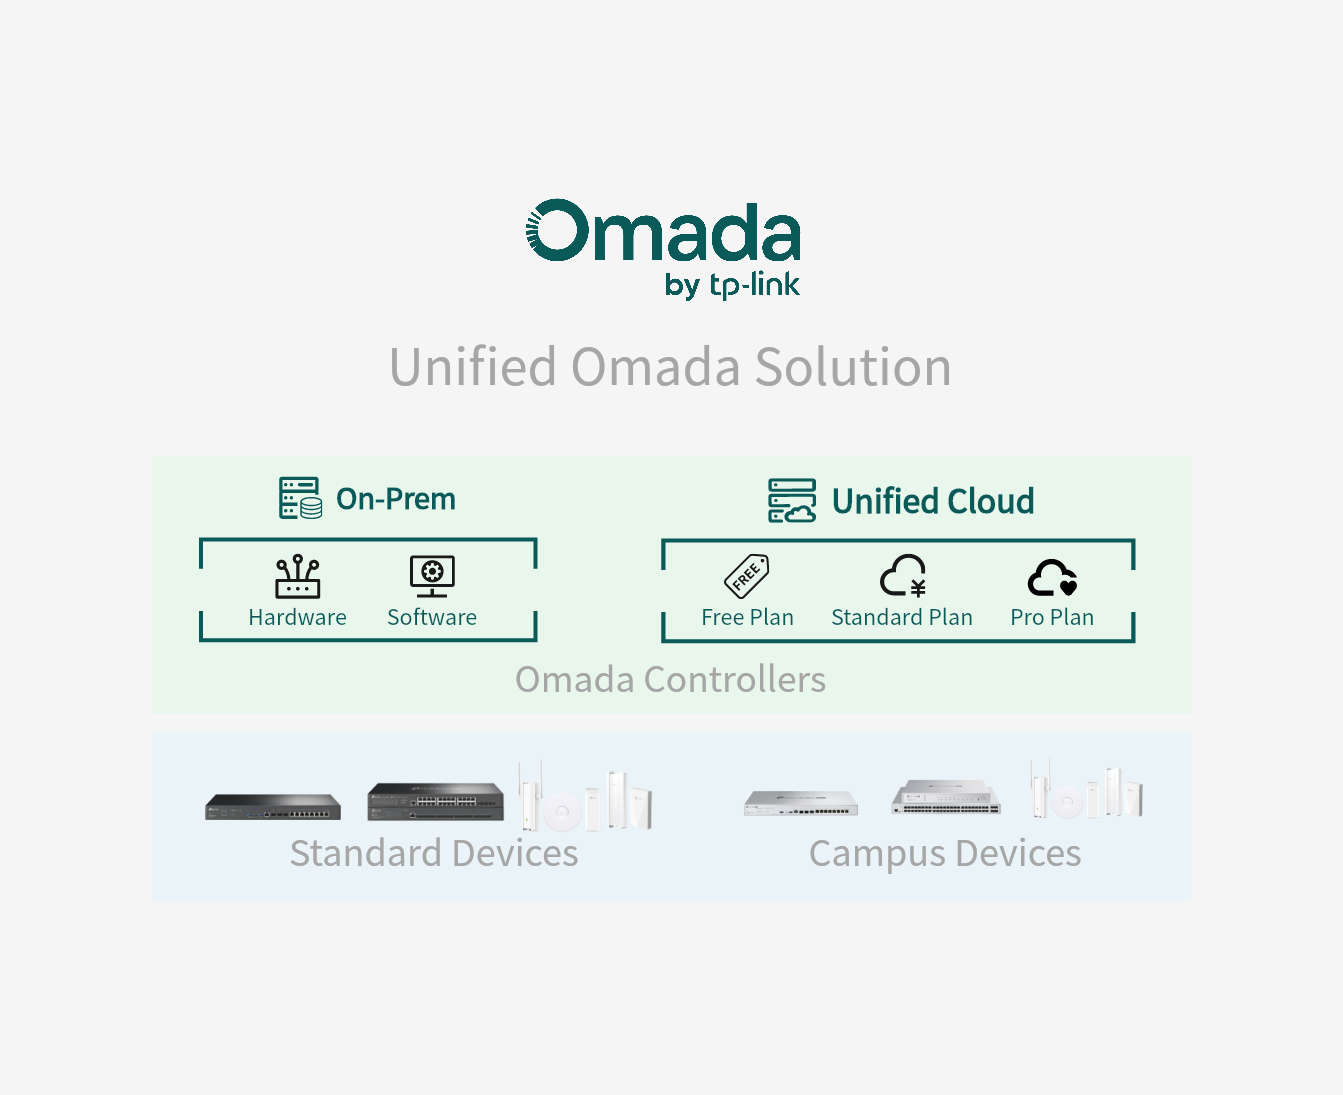 Omada
by tp-link
Unified Omada Solution
On-Prem
Unified Cloud
FREE
¥
Hardware
Software
Free Plan
Standard Plan
Pro Plan
Omada Controllers
Standard Devices
Campus Devices